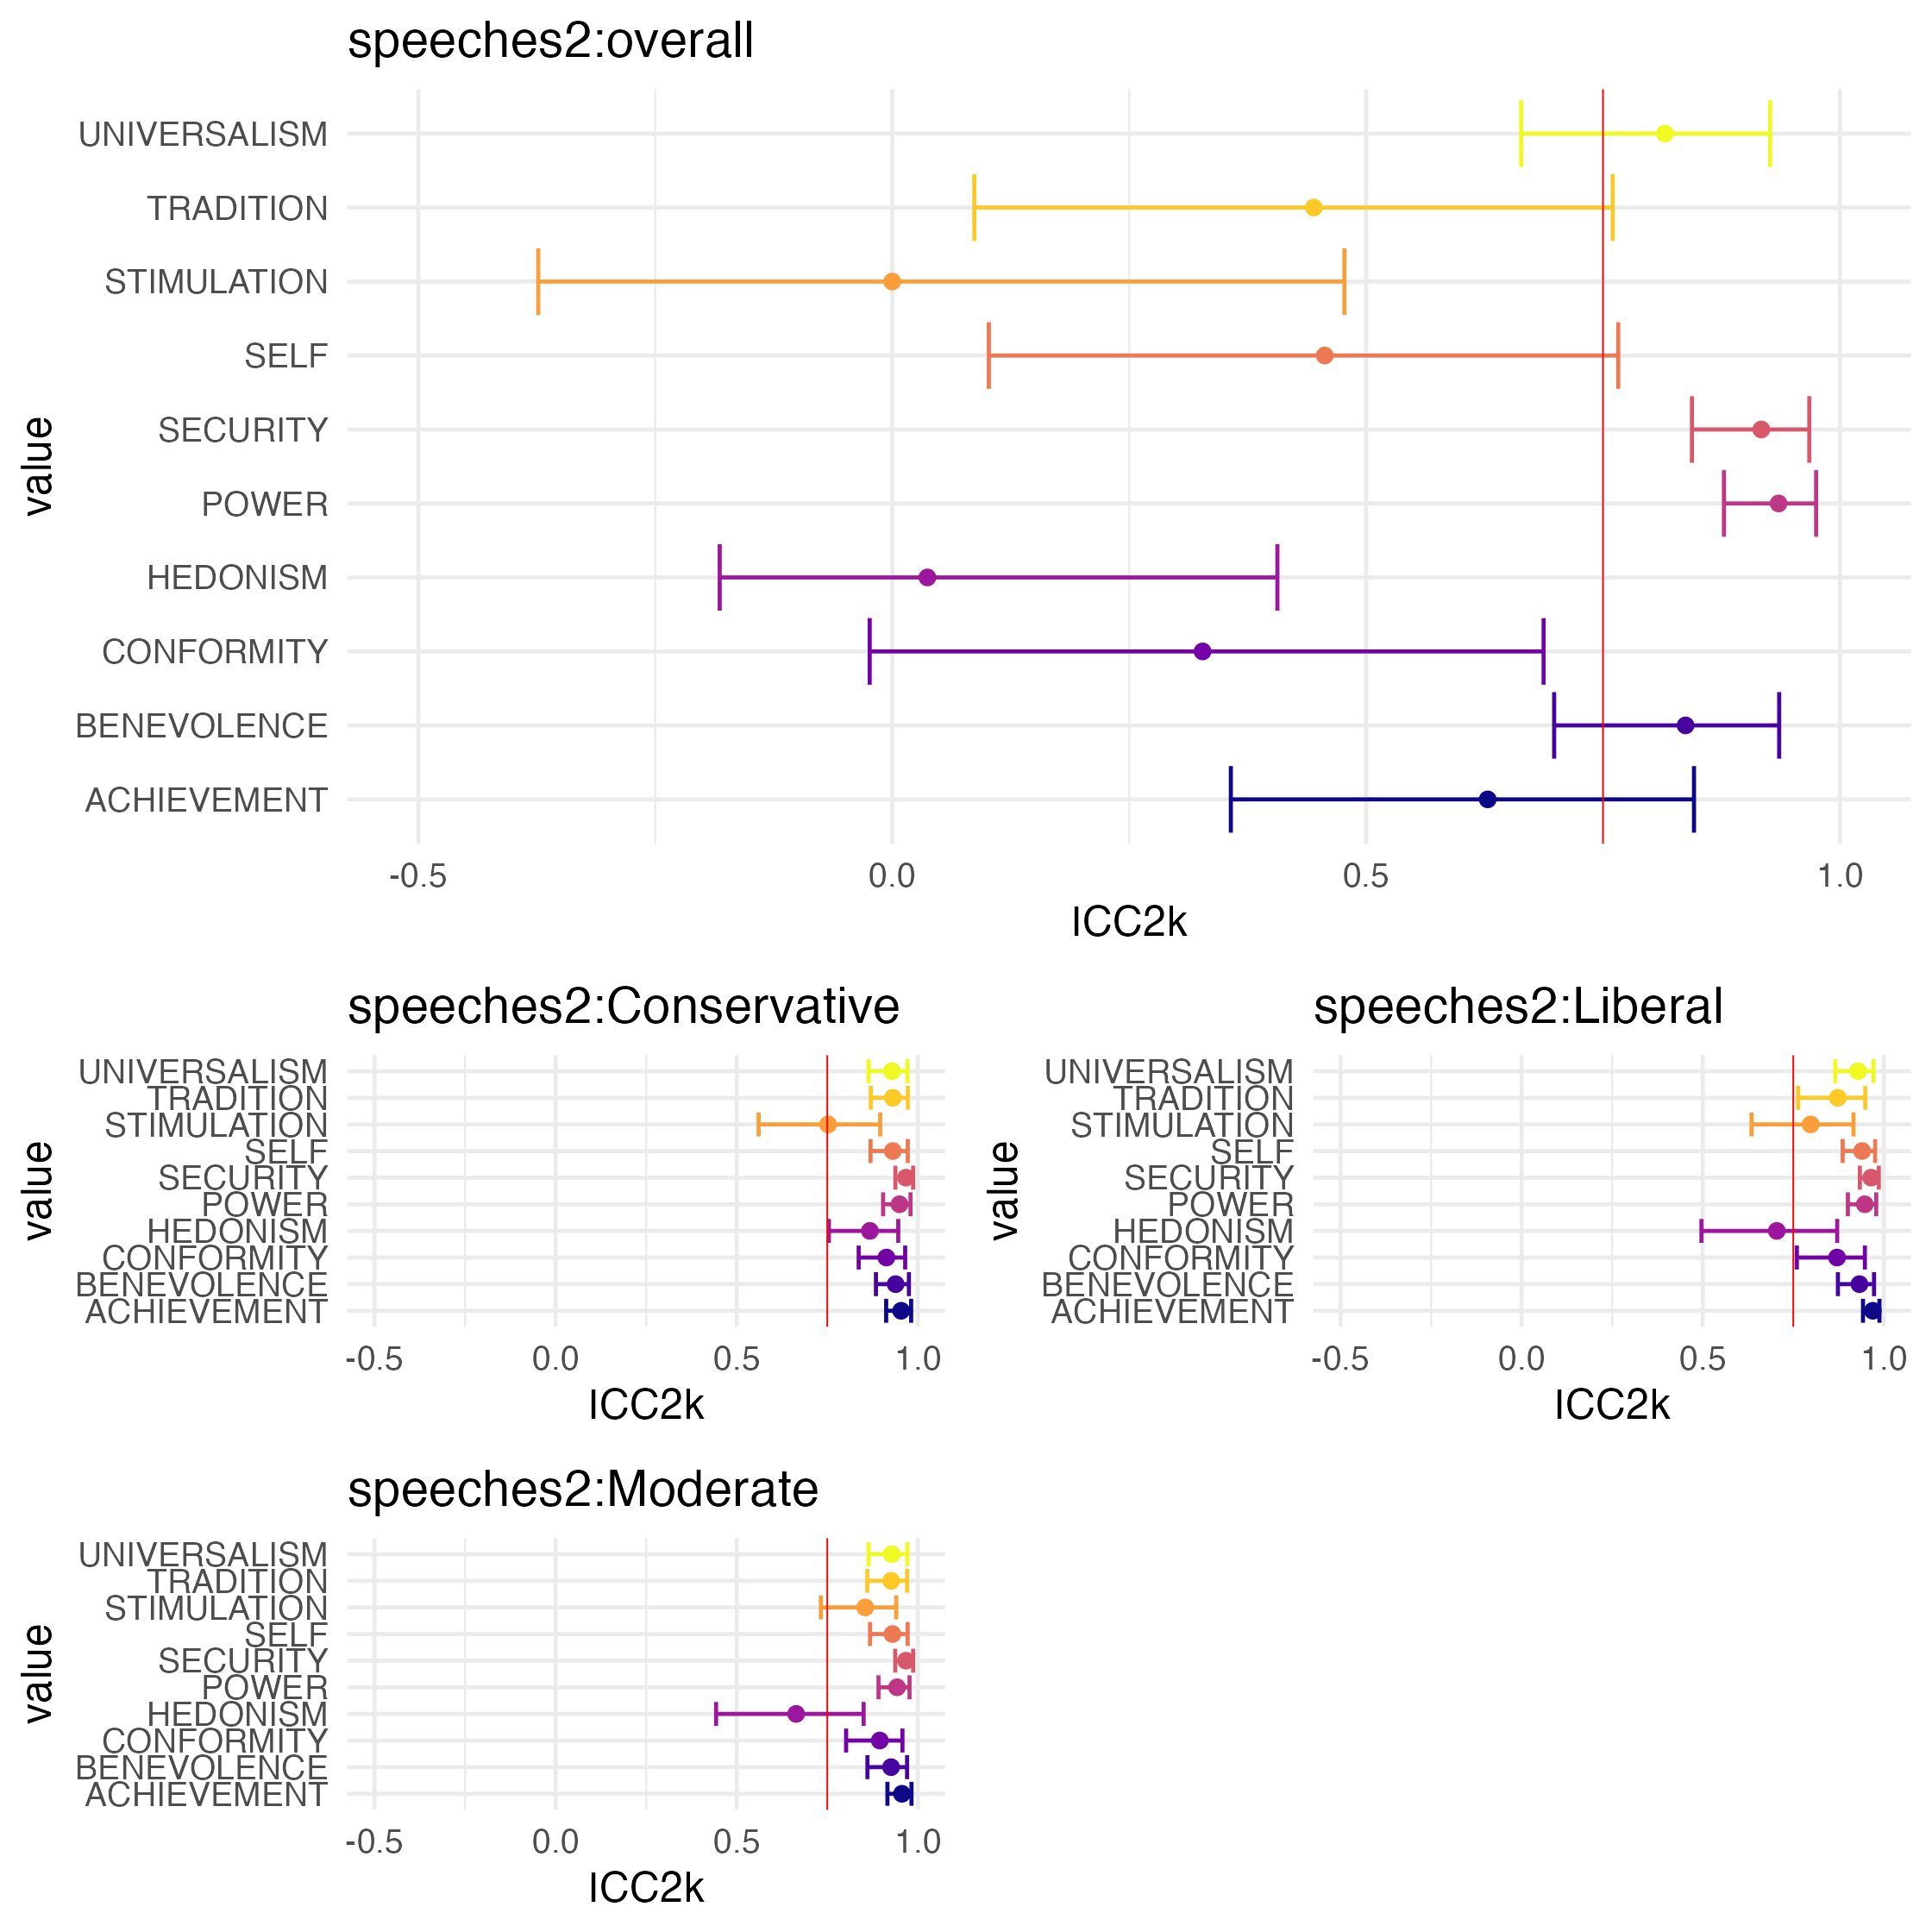 speeches2:overall
value
UNIVERSALISM
TRADITION
STIMULATION
SELF
SECURITY
POWER
HEDONISM
CONFORMITY
BENEVOLENCE
ACHIEVEMENT
-0.5 0.0 0.5 1.0
ICC2k
speeches2:Conservative
value
UNIVERSALISM
TRADITION
STIMULATION
SELF
SECURITY
POWER
HEDONISM
CONFORMITY
BENEVOLENCE
ACHIEVEMENT
-0.5 0.0 0.5 1.0
ICC2k
speeches2:Liberal
value
UNIVERSALISM
TRADITION
STIMULATION
SELF
SECURITY
POWER
HEDONISM
CONFORMITY
BENEVOLENCE
ACHIEVEMENT
-0.5 0.0 0.5 1.0
ICC2k
speeches2:Moderate
value
UNIVERSALISM
TRADITION
STIMULATION
SELF
SECURITY
POWER
HEDONISM
CONFORMITY
BENEVOLENCE
ACHIEVEMENT
-0.5 0.0 0.5 1.0
ICC2k